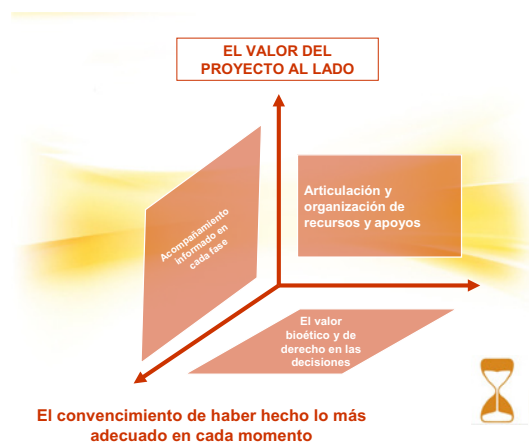 EL VALOR DEL
PROYECTO AL LADO
Articulación y
organización de
recursos y apoyos
Acompañamiento
informado en
cada fase
El valor
bioético y de
derecho en las
decisiones
El convencimiento de haber hecho lo más
adecuado en cada momento